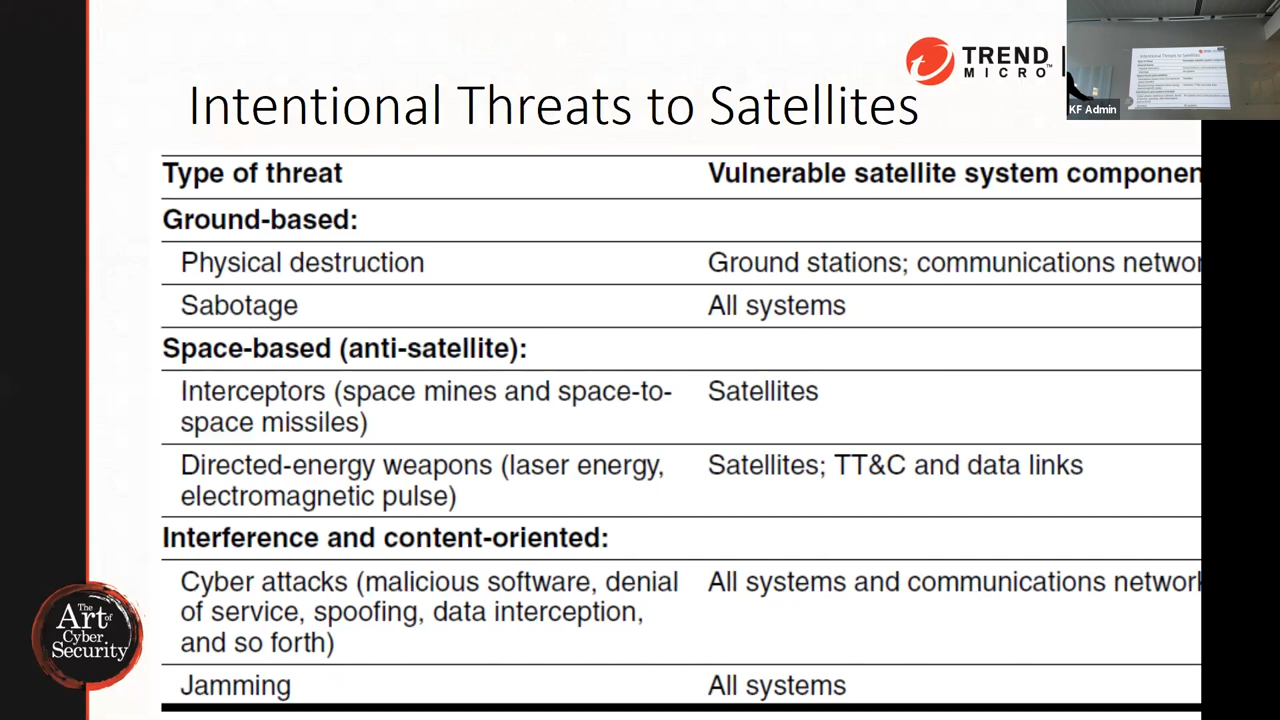 TREND
MICRO™
Intentional Threats to Satellites
KF Admin
Type of threat Vulnerable satellite system componen
Ground-based:
Physical destruction Ground stations; communications networ
Sabotage All systems
Space-based (anti-satellite):
Interceptors (space mines and space-to- Satellites
space missiles)
Directed-energy weapons (laser energy, Satellites; TT&C and data links
electromagnetic pulse)
Interference and content-oriented:
Cyber attacks (malicious software, denial All systems and communications network
of service, spoofing, data interception,
and so forth)
Jamming All systems
The
Art of
Cyber
Security